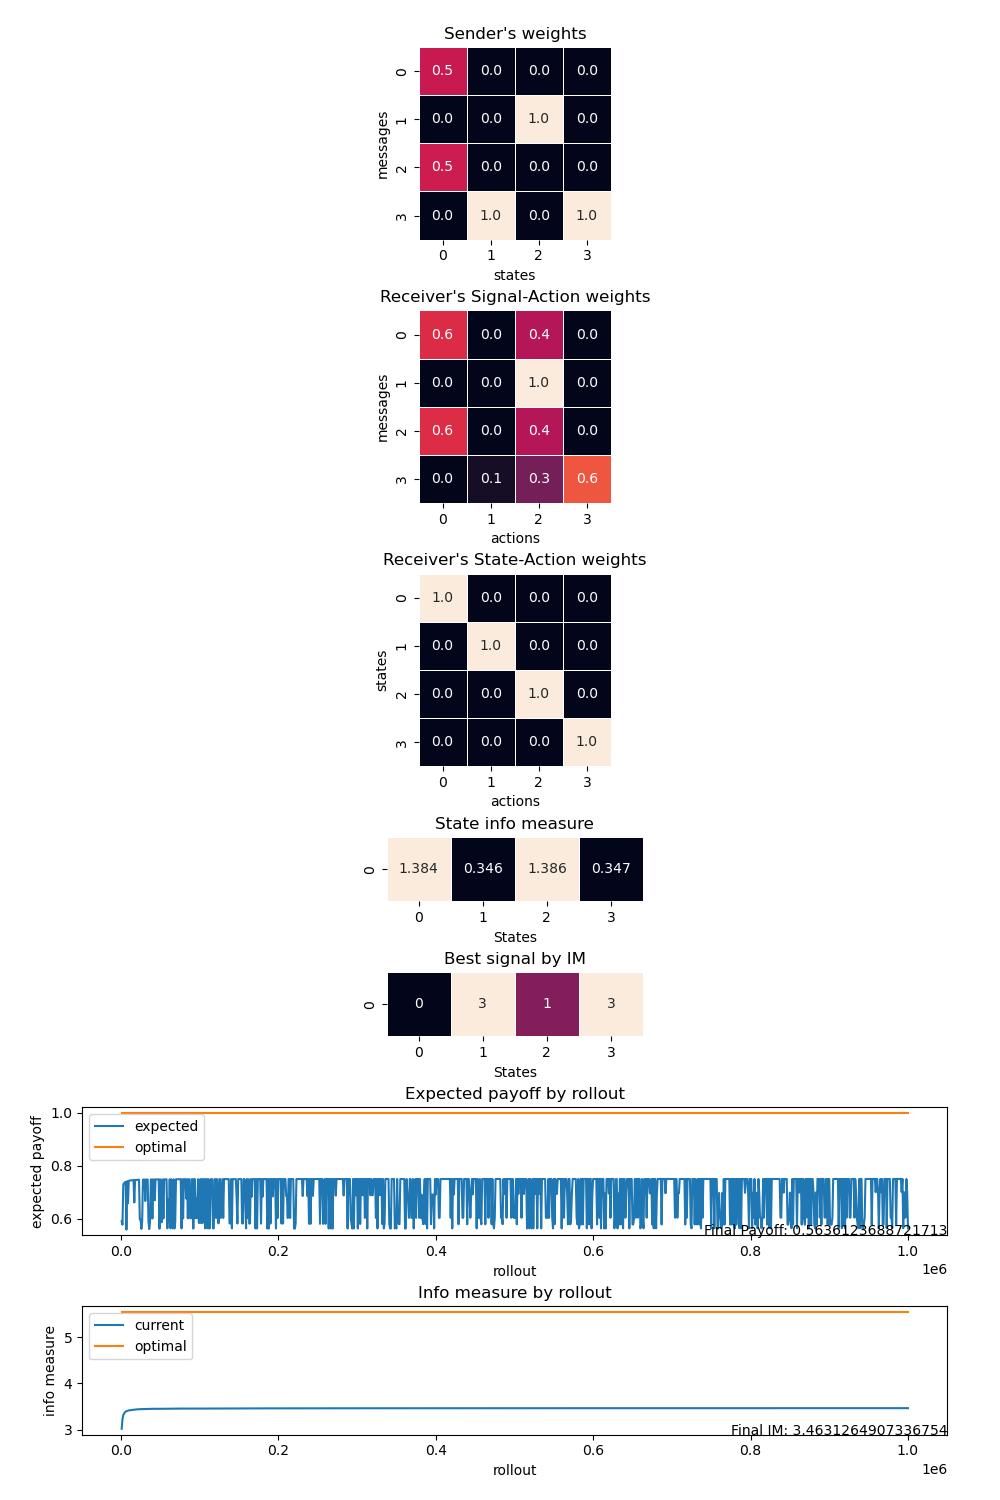 Sender's weights
0 0.5 0.0 0.0 0.0
1 0.0 0.0 1.0 0.0
2 0.5 0.0 0.0 0.0
3 0.0 1.0 0.0 1.0
messages
0 1 2 3
states
Receiver's Signal-Action weights
0 0.6 0.0 0.4 0.0
1 0.0 0.0 1.0 0.0
2 0.6 0.0 0.4 0.0
3 0.0 0.1 0.3 0.6
messages
0 1 2 3
actions
Receiver's State-Action weights
0 1.0 0.0 0.0 0.0
1 0.0 1.0 0.0 0.0
2 0.0 0.0 1.0 0.0
3 0.0 0.0 0.0 1.0
states
0 1 2 3
actions
State info measure
0 1.384 0.346 1.386 0.347
0 1 2 3
States
Best signal by IM
0 0 3 1 3
0 1 2 3
States
Expected payoff by rollout
expected payoff
1.0
0.8
0.6
expected
optimal
Final Payoff: 0.5636123688721713
0.0 0.2 0.4 0.6 0.8 1.0
1e6
rollout
Info measure by rollout
info measure
5
4
3
current
optimal
Final IM: 3.4631264907336754
0.0 0.2 0.4 0.6 0.8 1.0
1e6
rollout